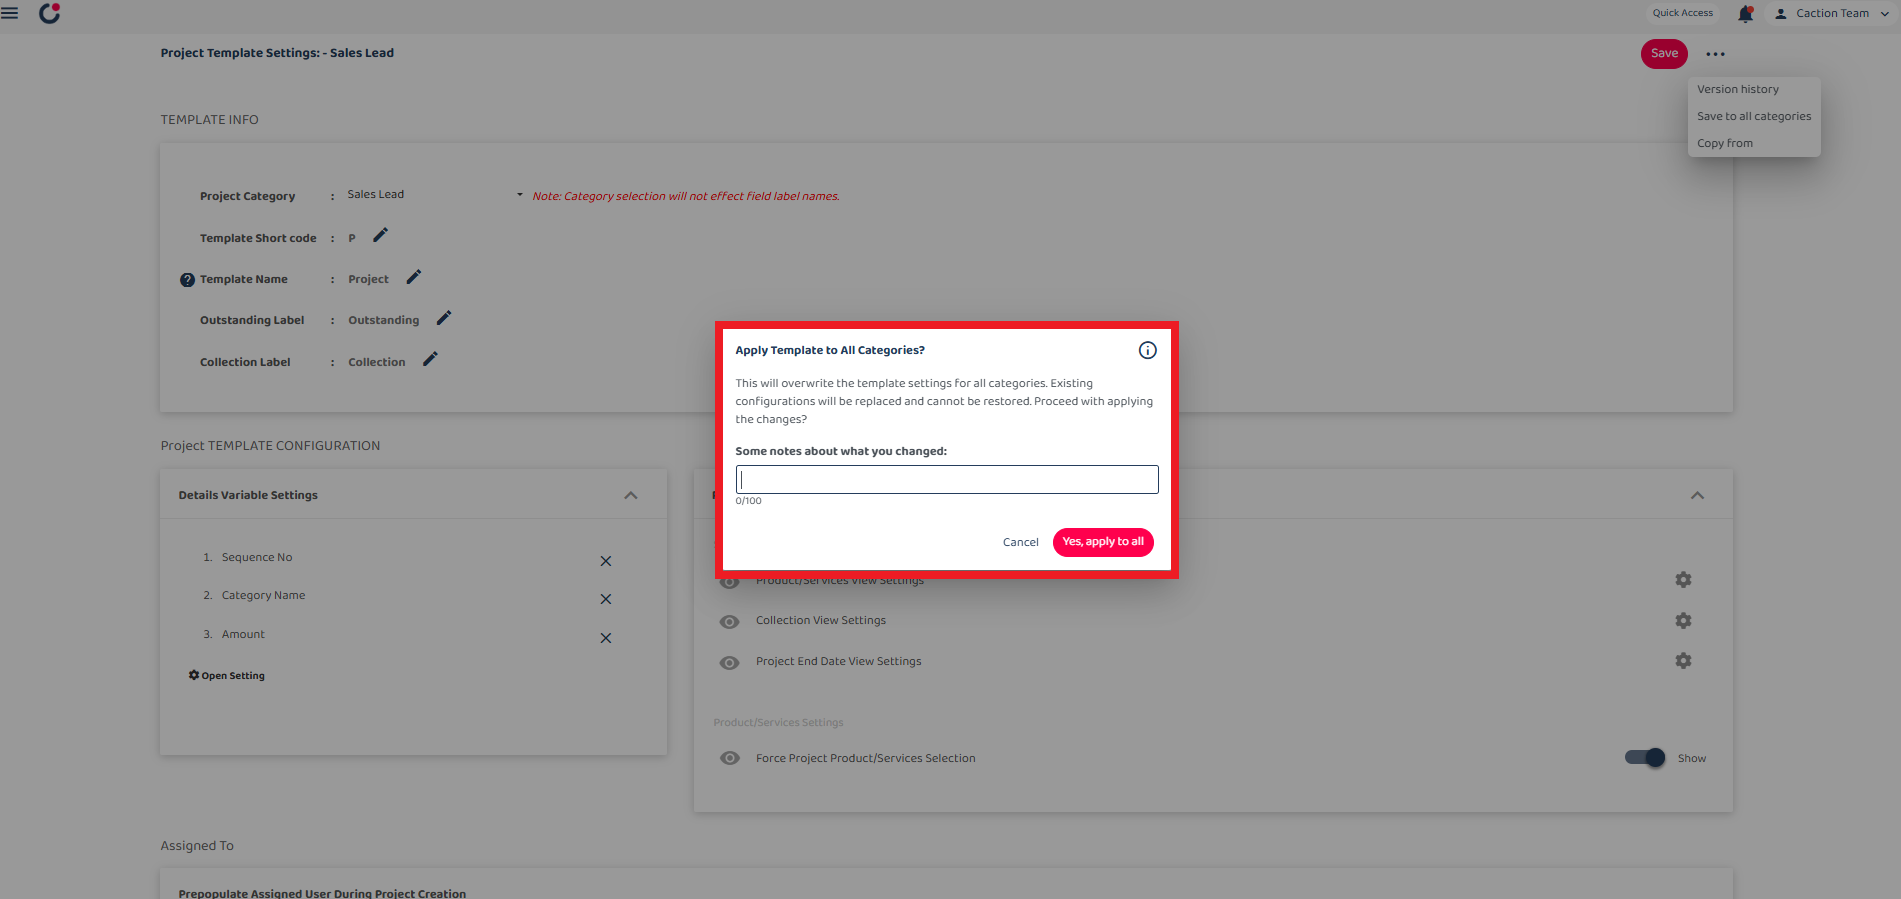 Quick Access
Caction Team
Project Template Settings: - Sales Lead
Save
Version history
Save to all categories
Copy from
TEMPLATE INFO
Project Category : Sales Lead
Note: Category selection will not effect field label names.
Template Short code : P
? Template Name : Project
Outstanding Label : Outstanding
Collection Label : Collection
Apply Template to All Categories?
This will overwrite the template settings for all categories. Existing
configurations will be replaced and cannot be restored. Proceed with applying
the changes?
Some notes about what you changed:
0/100
Cancel
Yes, apply to all
Project TEMPLATE CONFIGURATION
Details Variable Settings
1. Sequence No
2. Category Name
3. Amount
Open Setting
Product/Services View Settings
Collection View Settings
Project End Date View Settings
Product/Services Settings
Force Project Product/Services Selection
Show
Assigned To
Prepopulate Assigned User During Project Creation